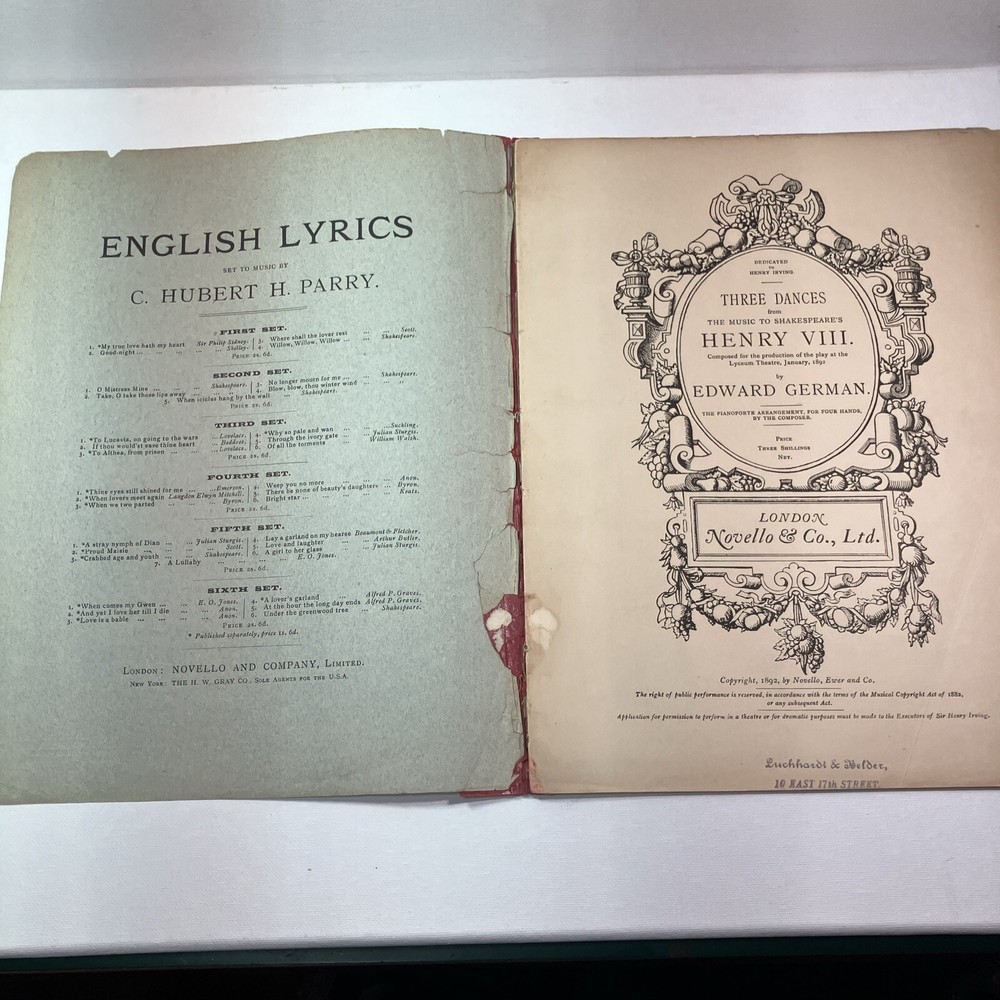 ENGLISH LYRICS
SET TO MUSIC BY
C. HUBERT H. PARRY.
FIRST SET.
1. *My true love hath my heart Sir Philip Sidney. | 3. Where shall the lover rest ... ... Scott.
2. Good-night ... ... ... ... Shelley. | 4. Willow, Willow, Willow ... ... Shakespeare.
PRICE 2s. 6d.
SECOND SET.
1. O Mistress Mine ... ... Shakespeare. | 3. No longer mourn for me ... ... Shakespeare.
2. Take, O take those lips away ... ... | 4. Blow, blow, thou winter wind ... ... „
5. When icicles hang by the wall ... Shakespeare.
PRICE 2s. 6d.
THIRD SET.
1. *To Lucasta, on going to the wars ... Lovelace. | 4. *Why so pale and wan ... ... Suckling.
2. If thou would'st ease thine heart ... Beddoes. | 5. Through the ivory gate ... Julian Sturgis.
3. *To Althea, from prison ... ... Lovelace. | 6. Of all the torments ... William Walsh.
PRICE 2s. 6d.
FOURTH SET.
1. *Thine eyes still shined for me ... Emerson. | 4. Weep you no more ... ... Anon.
2. *When lovers meet again Langdon Elwyn Mitchell. | 5. There be none of beauty's daughters ... Byron.
3. *When we two parted ... ... Byron. | 6. Bright star ... ... Keats.
PRICE 2s. 6d.
FIFTH SET.
1. *A stray nymph of Dian ... ... Julian Sturgis. | 4. Lay a garland on my hearse Beaumont & Fletcher.
2. *Proud Maisie ... ... ... Scott. | 5. Love and laughter ... ... Arthur Butler.
3. *Crabbed age and youth ... ... Shakespeare. | 6. A girl to her glass ... ... Julian Sturgis.
7. A Lullaby ... ... ... E. O. Jones.
PRICE 2s. 6d.
SIXTH SET.
1. *When comes my Gwen ... ... E. O. Jones. | 4. *A lover's garland ... Alfred P. Graves.
2. *And yet I love her till I die ... Anon. | 5. At the hour the long day ends Alfred P. Graves.
3. *Love is a bable ... ... ... Anon. | 6. Under the greenwood tree ... Shakespeare.
PRICE 2s. 6d.
* Published separately, price 1s. 6d.
LONDON: NOVELLO AND COMPANY, LIMITED.
NEW YORK: THE H. W. GRAY CO., SOLE AGENTS FOR THE U.S.A.
DEDICATED
TO
HENRY IRVING.
THREE DANCES
from
THE MUSIC TO SHAKESPEARE'S
HENRY VIII.
Composed for the production of the play at the
Lyceum Theatre, January, 1892
by
EDWARD GERMAN.
THE PIANOFORTE ARRANGEMENT, FOR FOUR HANDS,
BY THE COMPOSER.
PRICE
THREE SHILLINGS
NET.
LONDON
Novello & Co., Ltd.
Copyright, 1892, by Novello, Ewer and Co.
The right of public performance is reserved, in accordance with the terms of the Musical Copyright Act of 1882,
or any subsequent Act.
Application for permission to perform in a theatre or for dramatic purposes must be made to the Executors of Sir Henry Irving.
Luckhardt & Belder,
10 EAST 17th STREET.